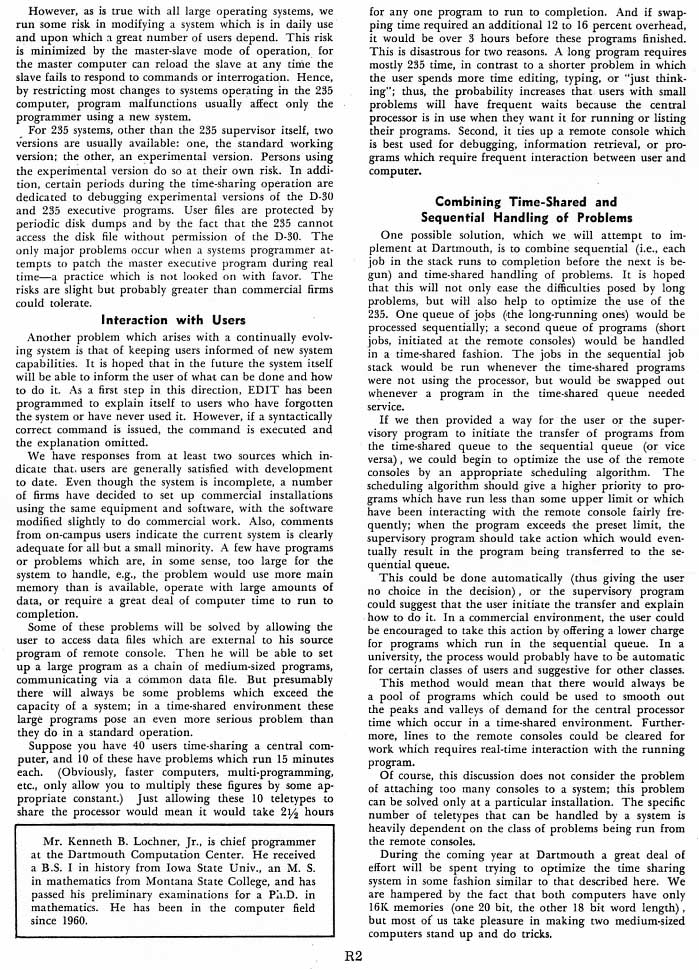 However, as is true with all large operating systems, we
run some risk in modifying a system which is in daily use
and upon which a great number of users depend. This risk
is minimized by the master-slave mode of operation, for
the master computer can reload the slave at any time the
slave fails to respond to commands or interrogation. Hence,
by restricting most changes to systems operating in the 235
computer, program malfunctions usually affect only the
programmer using a new system.
For 235 systems, other than the 235 supervisor itself, two
versions are usually available: one, the standard working
version; the other, an experimental version. Persons using
the experimental version do so at their own risk. In addi-
tion, certain periods during the time-sharing operation are
dedicated to debugging experimental versions of the D-30
and 235 executive programs. User files are protected by
periodic disk dumps and by the fact that the 235 cannot
access the disk file without permission of the D-30. The
only major problems occur when a systems programmer at-
tempts to patch the master executive program during real
time—a practice which is not looked on with favor. The
risks are slight but probably greater than commercial firms
could tolerate.
Interaction with Users
Another problem which arises with a continually evolv-
ing system is that of keeping users informed of new system
capabilities. It is hoped that in the future the system itself
will be able to inform the user of what can be done and how
to do it. As a first step in this direction, EDIT has been
programmed to explain itself to users who have forgotten
the system or have never used it. However, if a syntactically
correct command is issued, the command is executed and
the explanation omitted.
We have responses from at least two sources which in-
dicate that users are generally satisfied with development
to date. Even though the system is incomplete, a number
of firms have decided to set up commercial installations
using the same equipment and software, with the software
modified slightly to do commercial work. Also, comments
from on-campus users indicate the current system is clearly
adequate for all but a small minority. A few have programs
or problems which are, in some sense, too large for the
system to handle, e.g., the problem would use more main
memory than is available, operate with large amounts of
data, or require a great deal of computer time to run to
completion.
Some of these problems will be solved by allowing the
user to access data files which are external to his source
program of remote console. Then he will be able to set
up a large program as a chain of medium-sized programs,
communicating via a common data file. But presumably
there will always be some problems which exceed the
capacity of a system; in a time-shared environment these
large programs pose an even more serious problem than
they do in a standard operation.
Suppose you have 40 users time-sharing a central com-
puter, and 10 of these have problems which run 15 minutes
each. (Obviously, faster computers, multi-programming,
etc., only allow you to multiply these figures by some ap-
propriate constant.) Just allowing these 10 teletypes to
share the processor would mean it would take 2½ hours
Mr. Kenneth B. Lochner, Jr., is chief programmer
at the Dartmouth Computation Center. He received
a B.S. I in history from Iowa State Univ., an M. S.
in mathematics from Montana State College, and has
passed his preliminary examinations for a Ph.D. in
mathematics. He has been in the computer field
since 1960.
for any one program to run to completion. And if swap-
ping time required an additional 12 to 16 percent overhead,
it would be over 3 hours before these programs finished.
This is disastrous for two reasons. A long program requires
mostly 235 time, in contrast to a shorter problem in which
the user spends more time editing, typing, or "just think-
ing"; thus, the probability increases that users with small
problems will have frequent waits because the central
processor is in use when they want it for running or listing
their programs. Second, it ties up a remote console which
is best used for debugging, information retrieval, or pro-
grams which require frequent interaction between user and
computer.
Combining Time-Shared and
Sequential Handling of Problems
One possible solution, which we will attempt to im-
plement at Dartmouth, is to combine sequential (i.e., each
job in the stack runs to completion before the next is be-
gun) and time-shared handling of problems. It is hoped
that this will not only ease the difficulties posed by long
problems, but will also help to optimize the use of the
235. One queue of jobs (the long-running ones) would be
processed sequentially; a second queue of programs (short
jobs, initiated at the remote consoles) would be handled
in a time-shared fashion. The jobs in the sequential job
stack would be run whenever the time-shared programs
were not using the processor, but would be swapped out
whenever a program in the time-shared queue needed
service.
If we then provided a way for the user or the super-
visory program to initiate the transfer of programs from
the time-shared queue to the sequential queue (or vice
versa), we could begin to optimize the use of the remote
consoles by an appropriate scheduling algorithm. The
scheduling algorithm should give a higher priority to pro-
grams which have run less than some upper limit or which
have been interacting with the remote console fairly fre-
quently; when the program exceeds the preset limit, the
supervisory program should take action which would even-
tually result in the program being transferred to the se-
quential queue.
This could be done automatically (thus giving the user
no choice in the decision), or the supervisory program
could suggest that the user initiate the transfer and explain
how to do it. In a commercial environment, the user could
be encouraged to take this action by offering a lower charge
for programs which run in the sequential queue. In a
university, the process would probably have to be automatic
for certain classes of users and suggestive for other classes.
This method would mean that there would always be
a pool of programs which could be used to smooth out
the peaks and valleys of demand for the central processor
time which occur in a time-shared environment. Further-
more, lines to the remote consoles could be cleared for
work which requires real-time interaction with the running
program.
Of course, this discussion does not consider the problem
of attaching too many consoles to a system; this problem
can be solved only at a particular installation. The specific
number of teletypes that can be handled by a system is
heavily dependent on the class of problems being run from
the remote consoles.
During the coming year at Dartmouth a great deal of
effort will be spent trying to optimize the time sharing
system in some fashion similar to that described here. We
are hampered by the fact that both computers have only
16K memories (one 20 bit, the other 18 bit word length),
but most of us take pleasure in making two medium-sized
computers stand up and do tricks.
R2